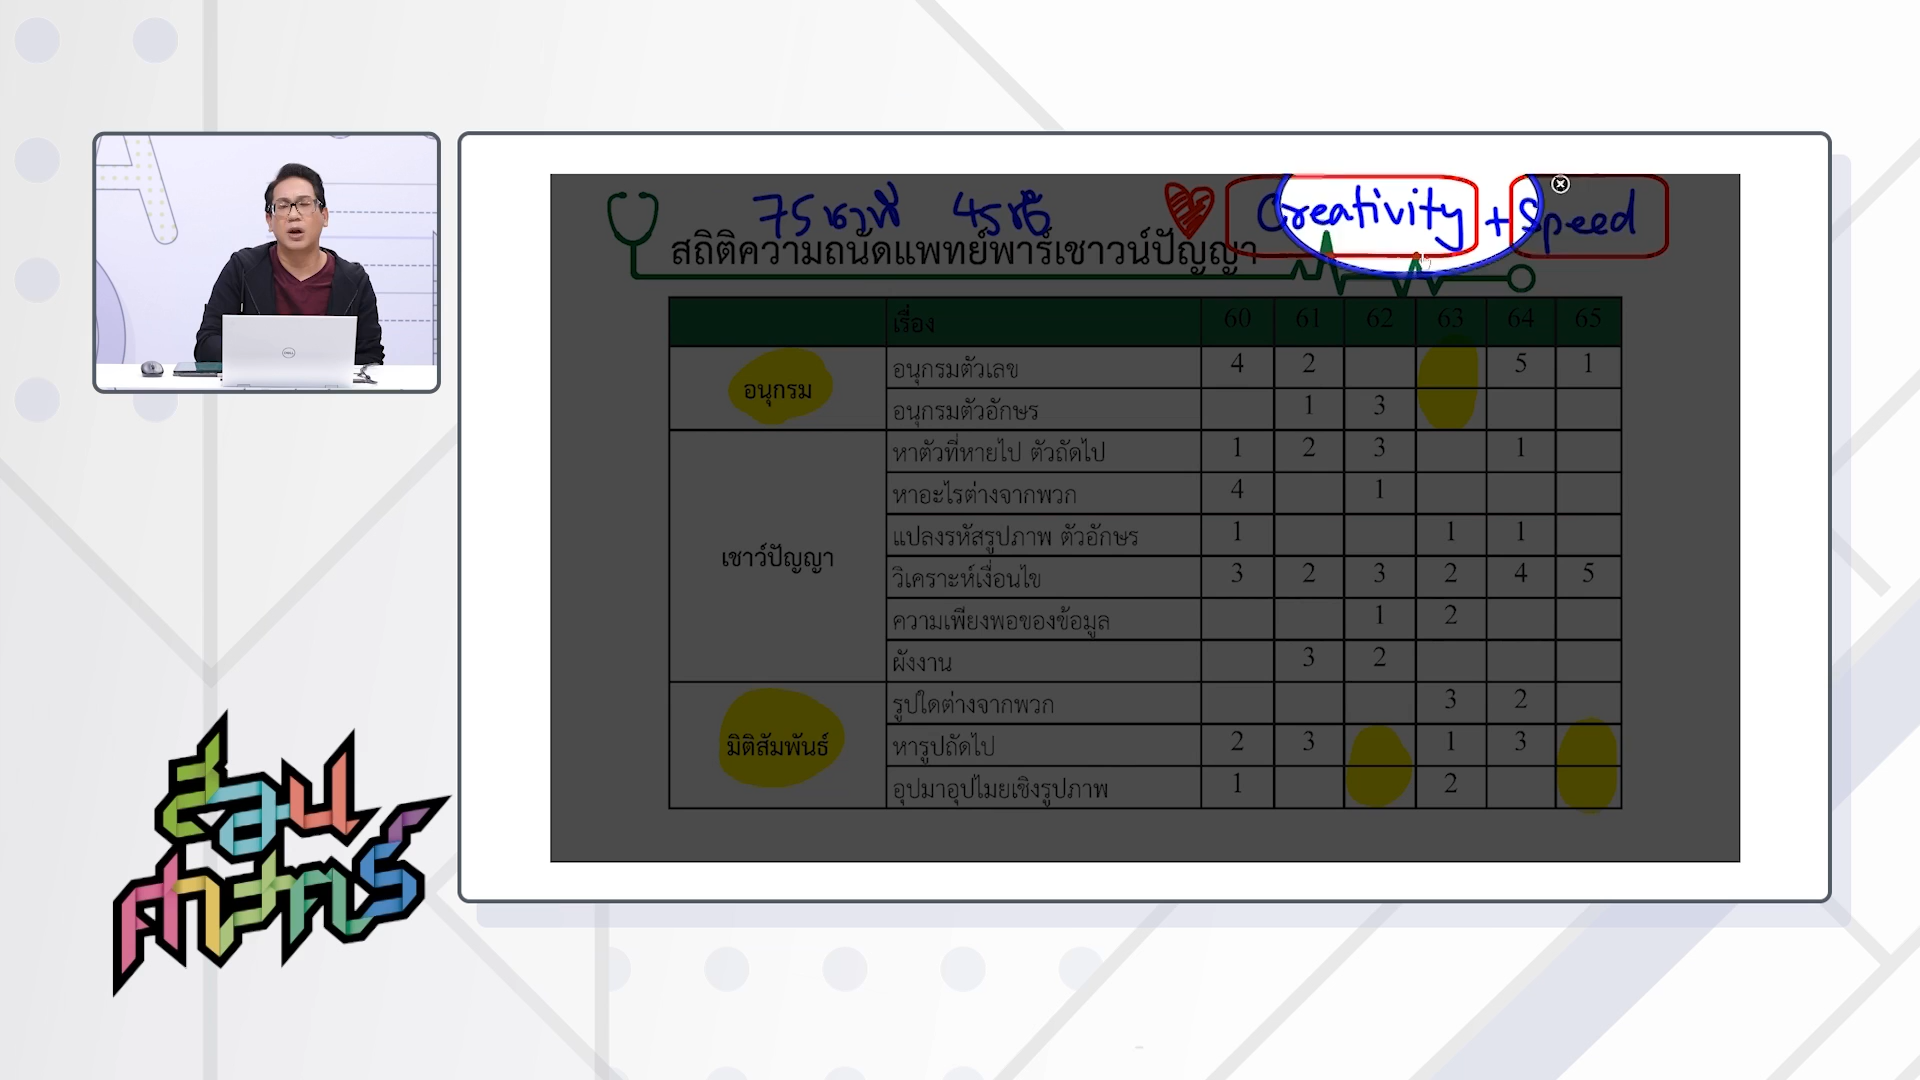 75 นาที 45 ข้อ Creativity + Speed
สถิติความถนัดแพทย์พาร์เชาวน์ปัญญา
เรื่อง 60 61 62 63 64 65
อนุกรม
อนุกรมตัวเลข 4 2 5 1
อนุกรมตัวอักษร 1 3
เชาว์ปัญญา
หาตัวที่หายไป ตัวถัดไป 1 2 3 1
หาอะไรต่างจากพวก 4 1
แปลงรหัสรูปภาพ ตัวอักษร 1 1 1
วิเคราะห์เงื่อนไข 3 2 3 2 4 5
ความเพียงพอของข้อมูล 1 2
ผังงาน 3 2
มิติสัมพันธ์
รูปใดต่างจากพวก 3 2
หารูปถัดไป 2 3 1 3
อุปมาอุปไมยเชิงรูปภาพ 1 2
สอนศาสตร์
DELL